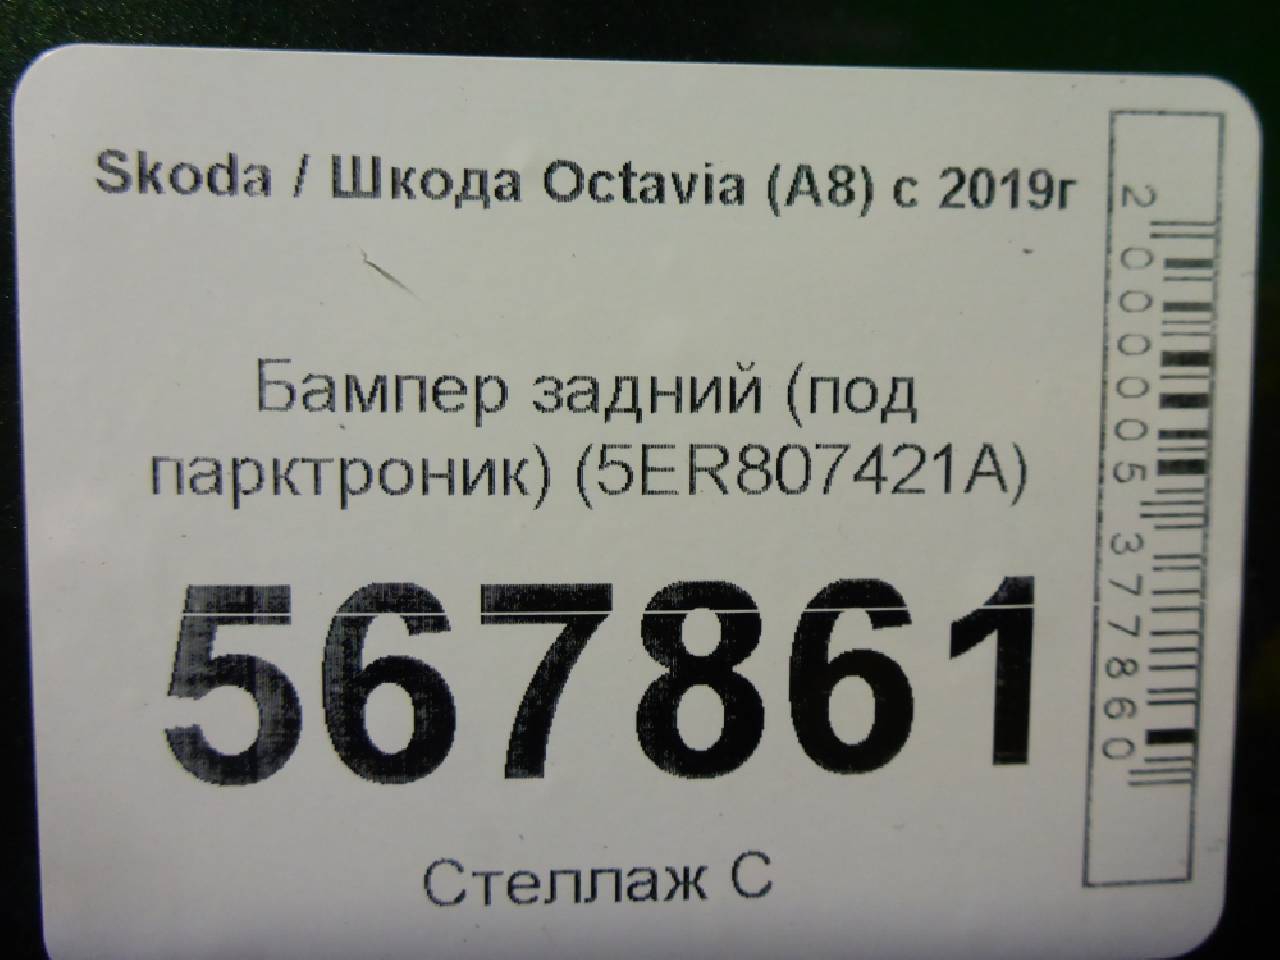 Skoda / Шкода Octavia (A8) с 2019г
Бампер задний (под
парктроник) (5ER807421A)
567861
Стеллаж С
2000005377860